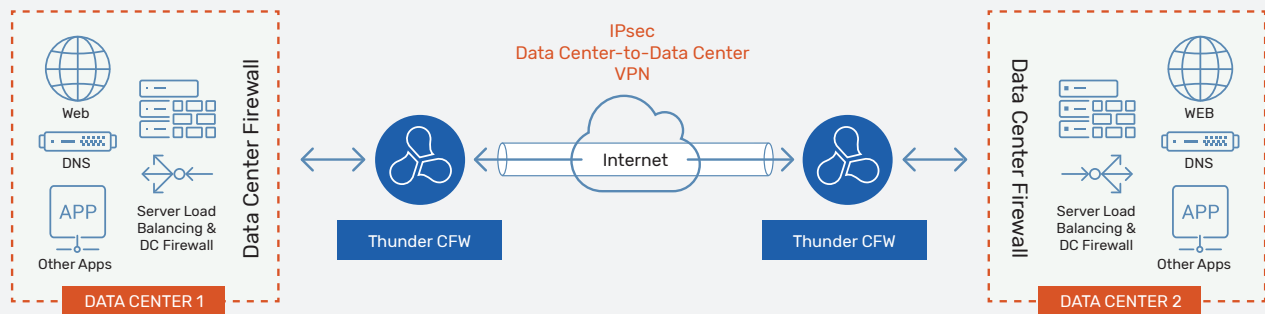 Web
DNS
APP
Other Apps
Server Load
Balancing &
DC Firewall
Data Center Firewall
DATA CENTER 1
Thunder CFW
IPsec
Data Center-to-Data Center
VPN
Internet
Thunder CFW
Data Center Firewall
Server Load
Balancing &
DC Firewall
WEB
DNS
APP
Other Apps
DATA CENTER 2